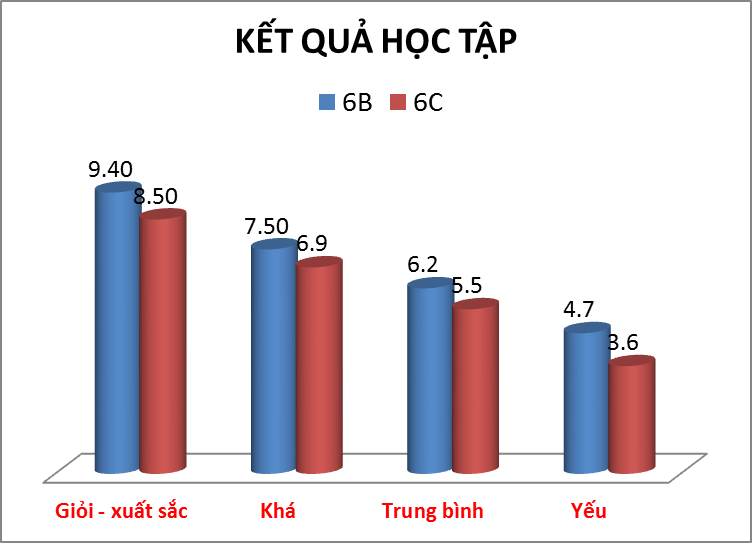 KẾT QUẢ HỌC TẬP
6B 6C
9.40 8.50 7.50 6.9 6.2 5.5 4.7 3.6
Giỏi - xuất sắc Khá Trung bình Yếu